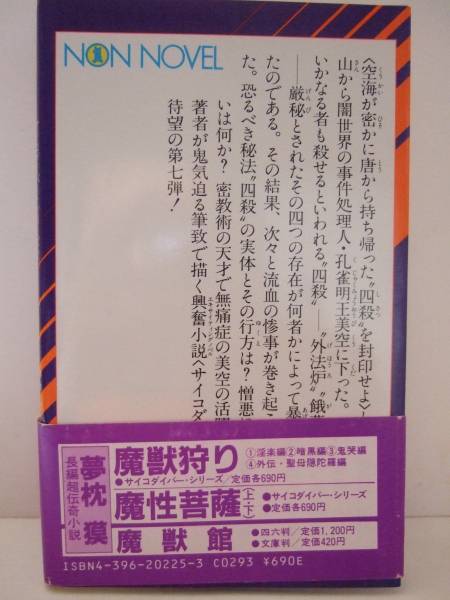 NON NOVEL
〈空海が密かに唐から持ち帰った〝四殺〟を封印せよ〉
山から闇世界の事件処理人・孔雀明王美空に下った。
いかなる者も殺せるといわれる〝四殺〟—〝外法炉〟〝餓
——厳秘とされたその四つの存在が何者かによって暴
たのである。その結果、次々と流血の惨事が巻き起こ
た。恐るべき秘法〝四殺〟の実体とその行方は？憎悪
いは何か？ 密教術の天才で無痛症の美空の活
著者が鬼気迫る筆致で描く興奮小説〈サイコダ
待望の第七弾！
長編超伝奇小説
夢枕 獏
魔獣狩り ①淫楽編②暗黒編③鬼哭編
④外伝・聖母隠陀羅編
●サイコダイバー・シリーズ／定価各690円
魔性菩薩（上・下） ●サイコダイバー・シリーズ
／定価各690円
魔獣館 ●四六判／定価1,200円
●文庫判／定価420円
ISBN4-396-20225-3 C0293 ¥690E